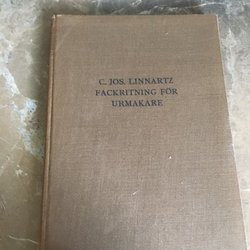 C. JOS. LINNARTZ
FACKRITNING FÖR
URMAKARE